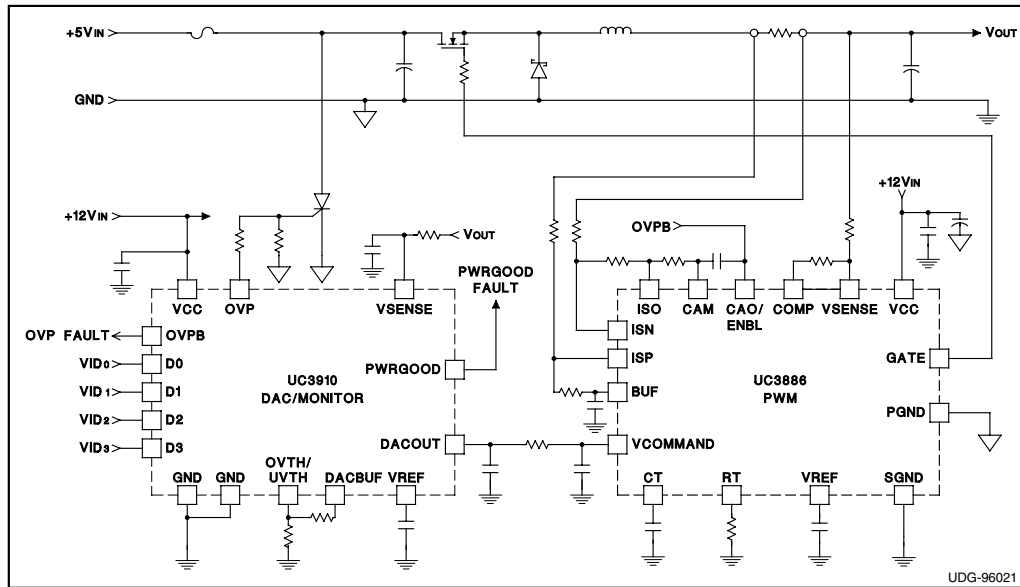 +5VIN
VOUT
GND
+12VIN
+12VIN
OVPB
VOUT
PWRGOOD
FAULT
VCC
OVP
VSENSE
ISO
CAM
CAO/
ENBL
COMP
VSENSE
VCC
OVP FAULT
OVPB
ISN
VID0
D0
PWRGOOD
ISP
GATE
VID1
D1
UC3910
DAC/MONITOR
BUF
UC3886
PWM
VID2
D2
PGND
VID3
D3
DACOUT
VCOMMAND
GND
GND
OVTH/
UVTH
DACBUF
VREF
CT
RT
VREF
SGND
UDG-96021